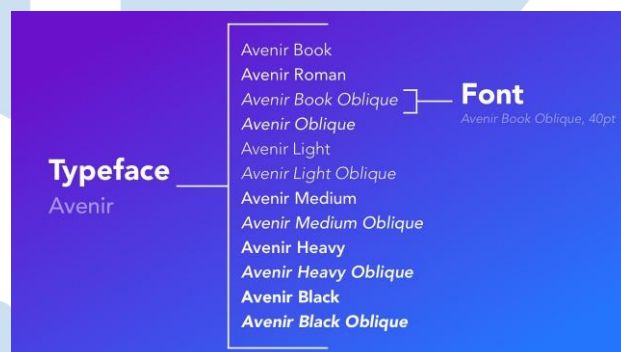 Typeface
Avenir
Avenir Book
Avenir Roman
Avenir Book Oblique
Avenir Oblique
Avenir Light
Avenir Light Oblique
Avenir Medium
Avenir Medium Oblique
Avenir Heavy
Avenir Heavy Oblique
Avenir Black
Avenir Black Oblique
Font
Avenir Book Oblique, 40pt